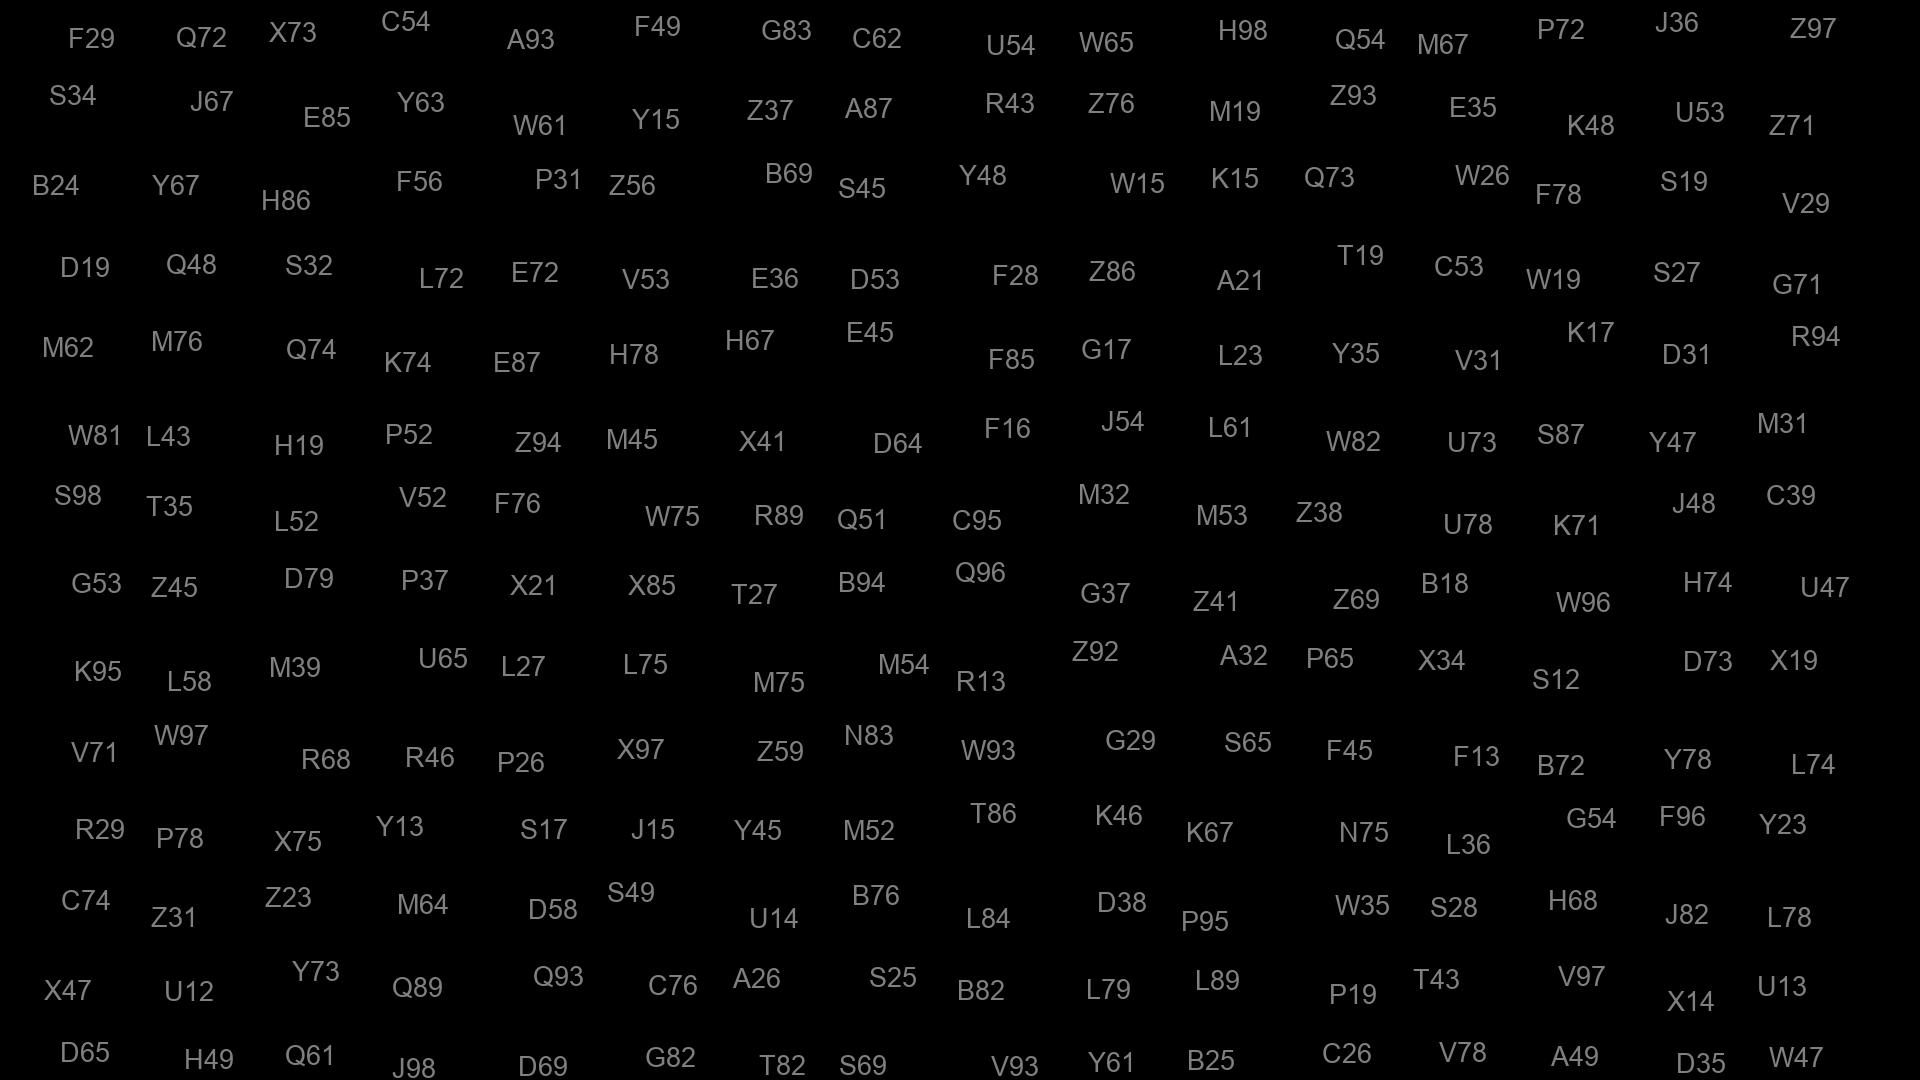 F29 Q72 X73 C54 A93 F49 G83 C62 U54 W65 H98 Q54 M67 P72 J36 Z97
S34 J67 E85 Y63 W61 Y15 Z37 A87 R43 Z76 M19 Z93 E35 K48 U53 Z71
B24 Y67 H86 F56 P31 Z56 B69 S45 Y48 W15 K15 Q73 W26 F78 S19 V29
D19 Q48 S32 L72 E72 V53 E36 D53 F28 Z86 A21 T19 C53 W19 S27 G71
M62 M76 Q74 K74 E87 H78 H67 E45 F85 G17 L23 Y35 V31 K17 D31 R94
W81 L43 H19 P52 Z94 M45 X41 D64 F16 J54 L61 W82 U73 S87 Y47 M31
S98 T35 L52 V52 F76 W75 R89 Q51 C95 M32 M53 Z38 U78 K71 J48 C39
G53 Z45 D79 P37 X21 X85 T27 B94 Q96 G37 Z41 Z69 B18 W96 H74 U47
K95 L58 M39 U65 L27 L75 M75 M54 R13 Z92 A32 P65 X34 S12 D73 X19
V71 W97 R68 R46 P26 X97 Z59 N83 W93 G29 S65 F45 F13 B72 Y78 L74
R29 P78 X75 Y13 S17 J15 Y45 M52 T86 K46 K67 N75 L36 G54 F96 Y23
C74 Z31 Z23 M64 D58 S49 U14 B76 L84 D38 P95 W35 S28 H68 J82 L78
X47 U12 Y73 Q89 Q93 C76 A26 S25 B82 L79 L89 P19 T43 V97 X14 U13
D65 H49 Q61 J98 D69 G82 T82 S69 V93 Y61 B25 C26 V78 A49 D35 W47